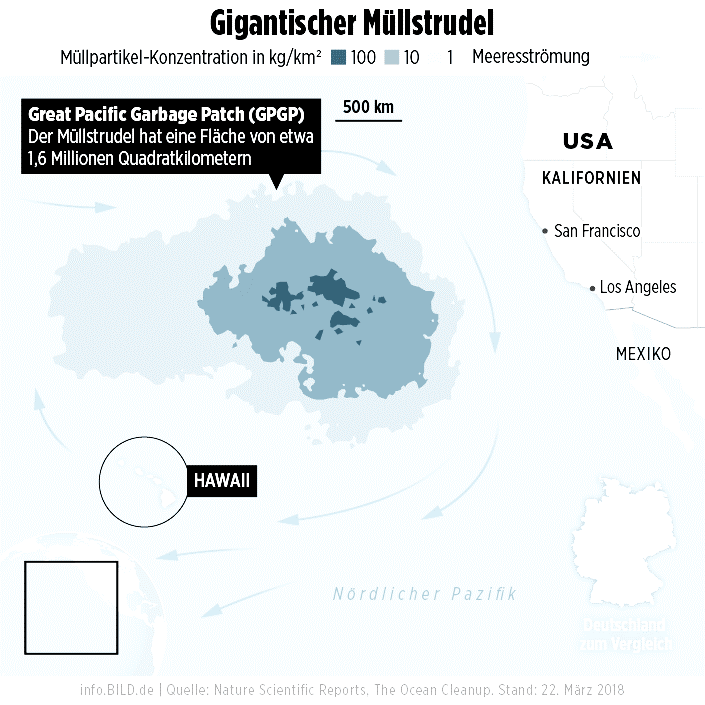 Gigantischer Müllstrudel
Müllpartikel-Konzentration in kg/km² 100 10 1 Meeresströmung
Great Pacific Garbage Patch (GPGP)
Der Müllstrudel hat eine Fläche von etwa
1,6 Millionen Quadratkilometern
500 km
USA
KALIFORNIEN
San Francisco
Los Angeles
MEXIKO
HAWAII
Nördlicher Pazifik
Deutschland
zum Vergleich
info.BILD.de | Quelle: Nature Scientific Reports, The Ocean Cleanup. Stand: 22. März 2018